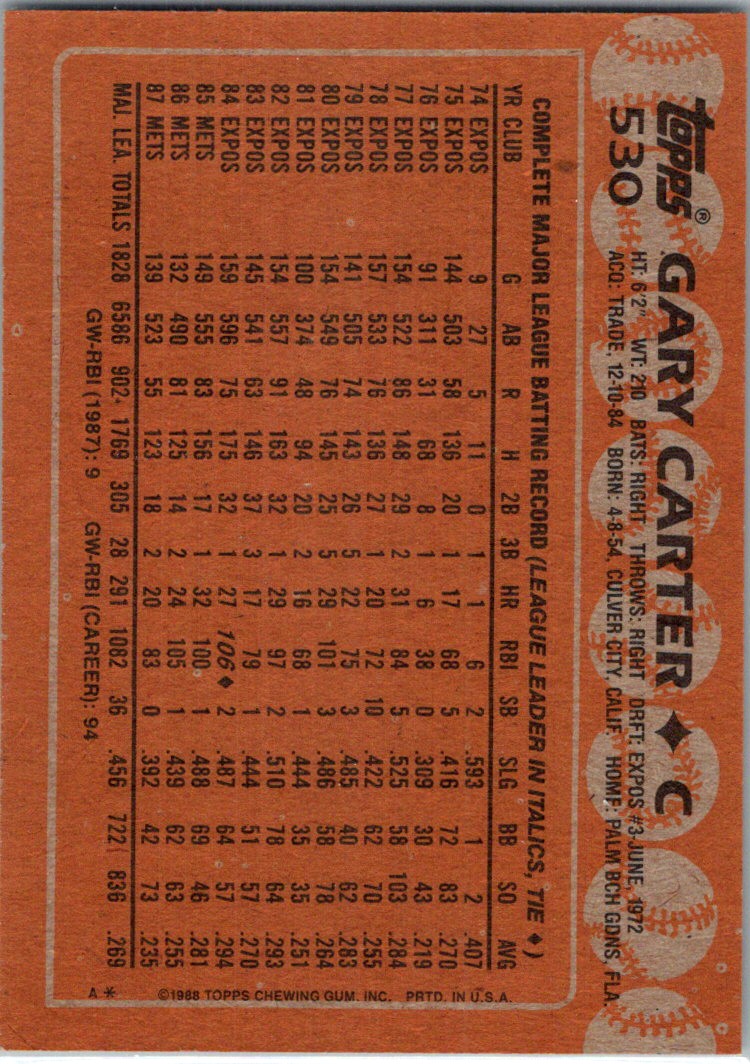 topps® GARY CARTER ♦ C
530 HT: 6'2" WT: 210 BATS: RIGHT THROWS: RIGHT DRFT: EXPOS #3-JUNE, 1972
ACQ: TRADE, 12-10-84 BORN: 4-8-54, CULVER CITY, CALIF. HOME: PALM BCH GDNS, FLA.
COMPLETE MAJOR LEAGUE BATTING RECORD (LEAGUE LEADER IN ITALICS, TIE ♦)
YR CLUB G AB R H 2B 3B HR RBI SB SLG BB SO AVG
74 EXPOS 9 27 5 11 0 1 1 6 2 .593 1 2 .407
75 EXPOS 144 503 58 136 20 1 17 68 5 .416 72 83 .270
76 EXPOS 91 311 31 68 8 1 6 38 0 .309 30 43 .219
77 EXPOS 154 522 86 148 29 2 31 84 5 .525 58 103 .284
78 EXPOS 157 533 76 136 27 1 20 72 10 .422 62 70 .255
79 EXPOS 141 505 74 143 26 5 22 75 3 .485 40 62 .283
80 EXPOS 154 549 76 145 25 5 29 101 3 .486 58 78 .264
81 EXPOS 100 374 48 94 20 2 16 68 1 .444 35 35 .251
82 EXPOS 154 557 91 163 32 1 29 97 2 .510 78 64 .293
83 EXPOS 145 541 63 146 37 3 17 79 1 .444 51 57 .270
84 EXPOS 159 596 75 175 32 1 27 106♦ 2 .487 64 57 .294
85 METS 149 555 83 156 17 1 32 100 1 .488 69 46 .281
86 METS 132 490 81 125 14 2 24 105 1 .439 62 63 .255
87 METS 139 523 55 123 18 2 20 83 0 .392 42 73 .235
MAJ. LEA. TOTALS 1828 6586 902 1769 305 28 291 1082 36 .456 722 836 .269
GW-RBI (1987): 9 GW-RBI (CAREER): 94
A * ©1988 TOPPS CHEWING GUM. INC. PRTD. IN U.S.A.